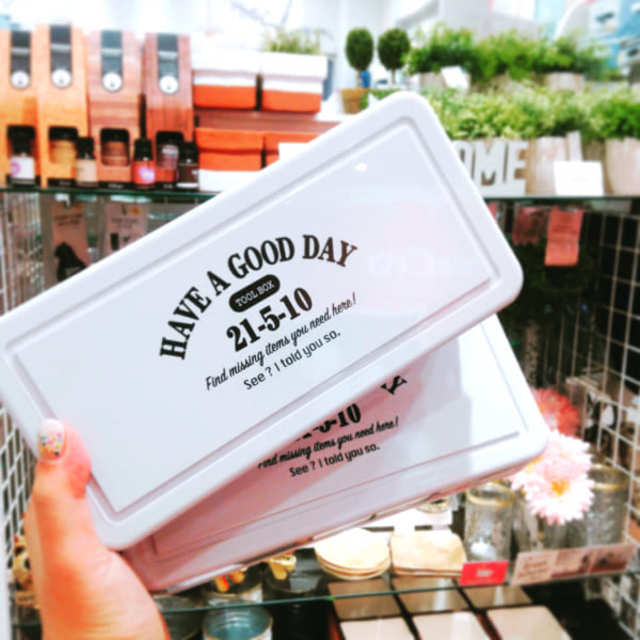 HAVE A GOOD DAY
TOOL BOX
21-5-10
Find missing items you need here!
See ? I told you so.
-10
missing items you need here!
See ? I told you so.
OME